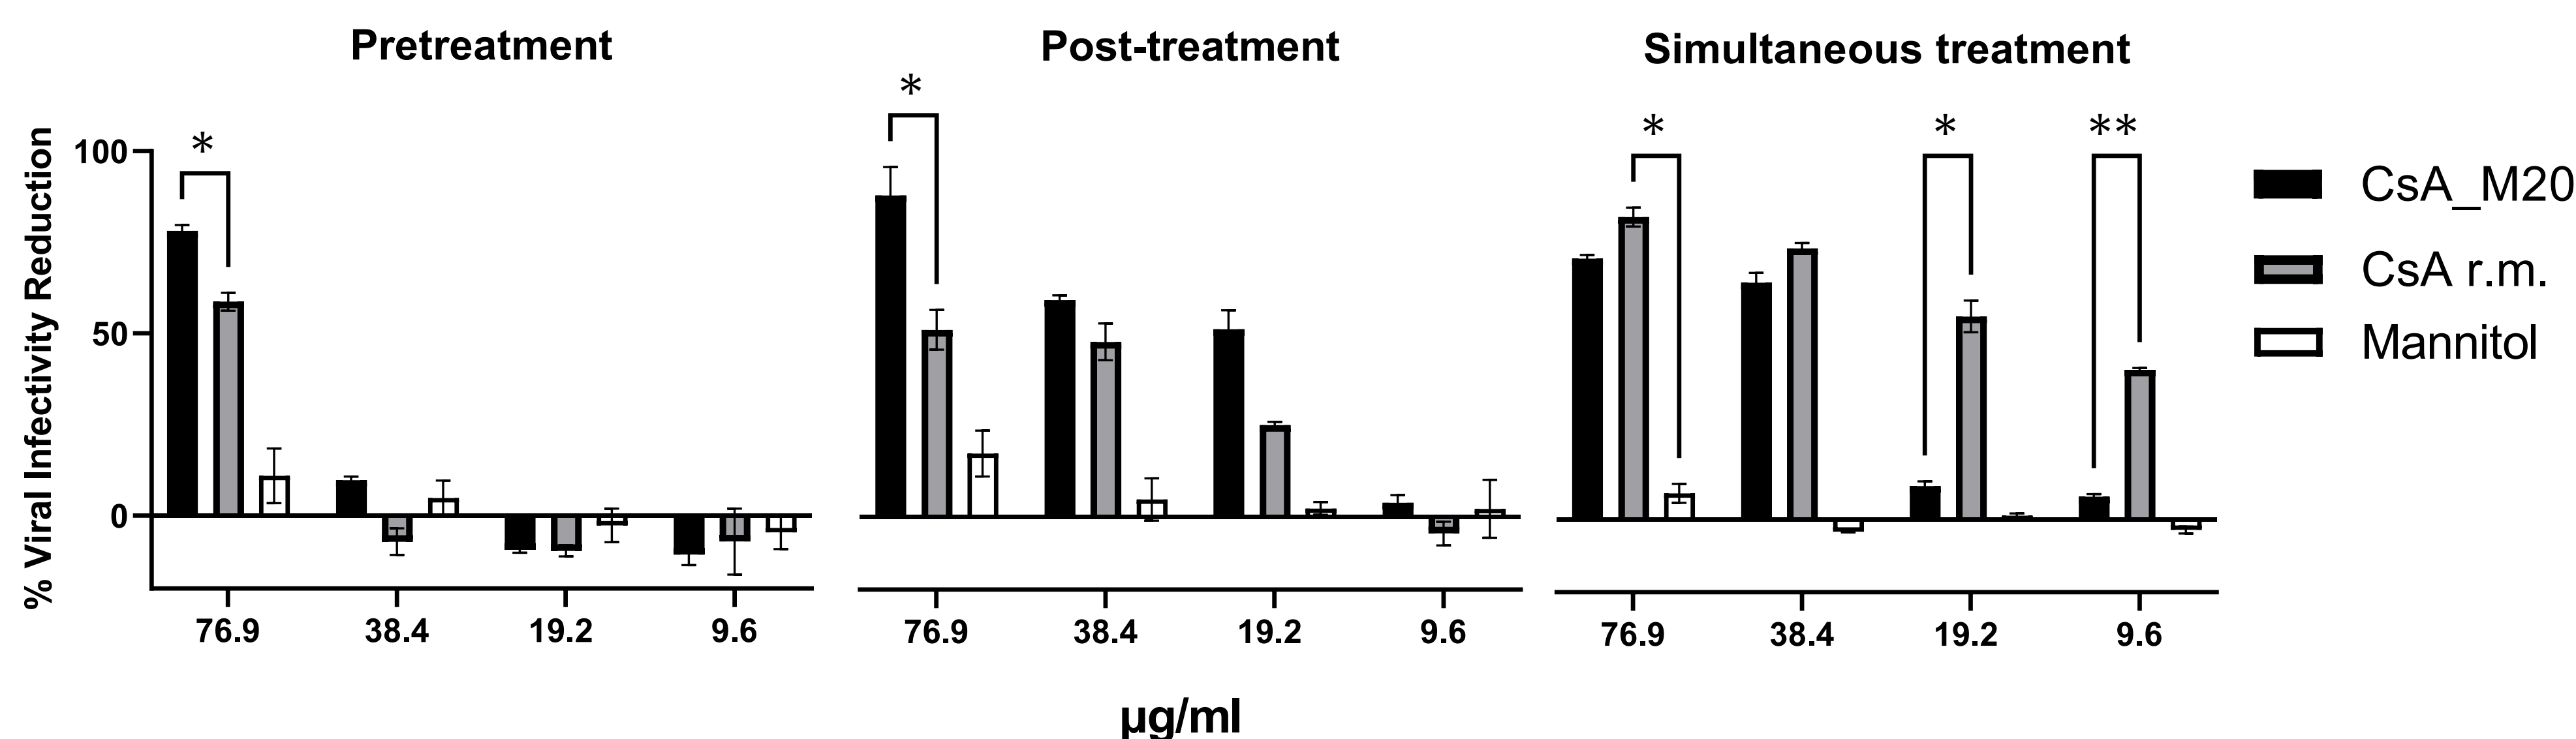 Pretreatment
Post-treatment
Simultaneous treatment
% Viral Infectivity Reduction
100
50
0
*
*
*
*
**
CsA_M20
CsA r.m.
Mannitol
76.9 38.4 19.2 9.6
76.9 38.4 19.2 9.6
76.9 38.4 19.2 9.6
µg/ml